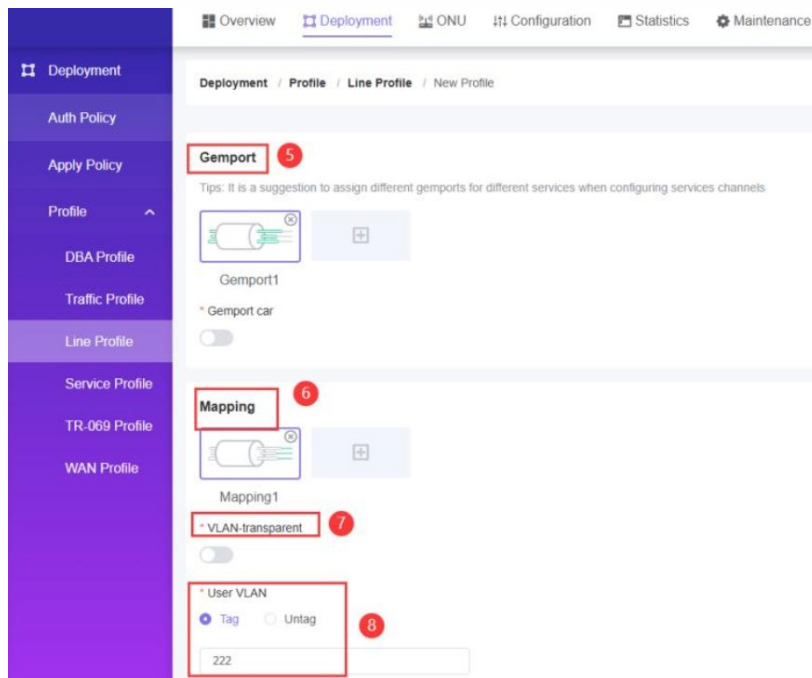 Overview Deployment ONU Configuration Statistics Maintenance
Deployment
Auth Policy
Apply Policy
Profile
DBA Profile
Traffic Profile
Line Profile
Service Profile
TR-069 Profile
WAN Profile
Deployment / Profile / Line Profile / New Profile
Gemport 5
Tips: It is a suggestion to assign different gemports for different services when configuring services channels
Gemport1
* Gemport car
Mapping 6
Mapping1
* VLAN-transparent 7
* User VLAN
Tag Untag 8
222